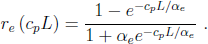 r_e (c_p L) = \frac{1 - e^{-c_p L/\alpha_e}}{1 + \alpha_e e^{-c_p L/\alpha_e}} .